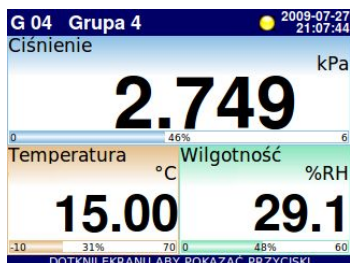 G 04 Grupa 4 2009-07-27
21:07:44
Ciśnienie
kPa
2.749
0 46% 6
Temperatura
°C
15.00
-10 31% 70
Wilgotność
%RH
29.1
0 48% 60
DOTKNIJ EKRANU ABY POKAZAĆ PRZYCISKI